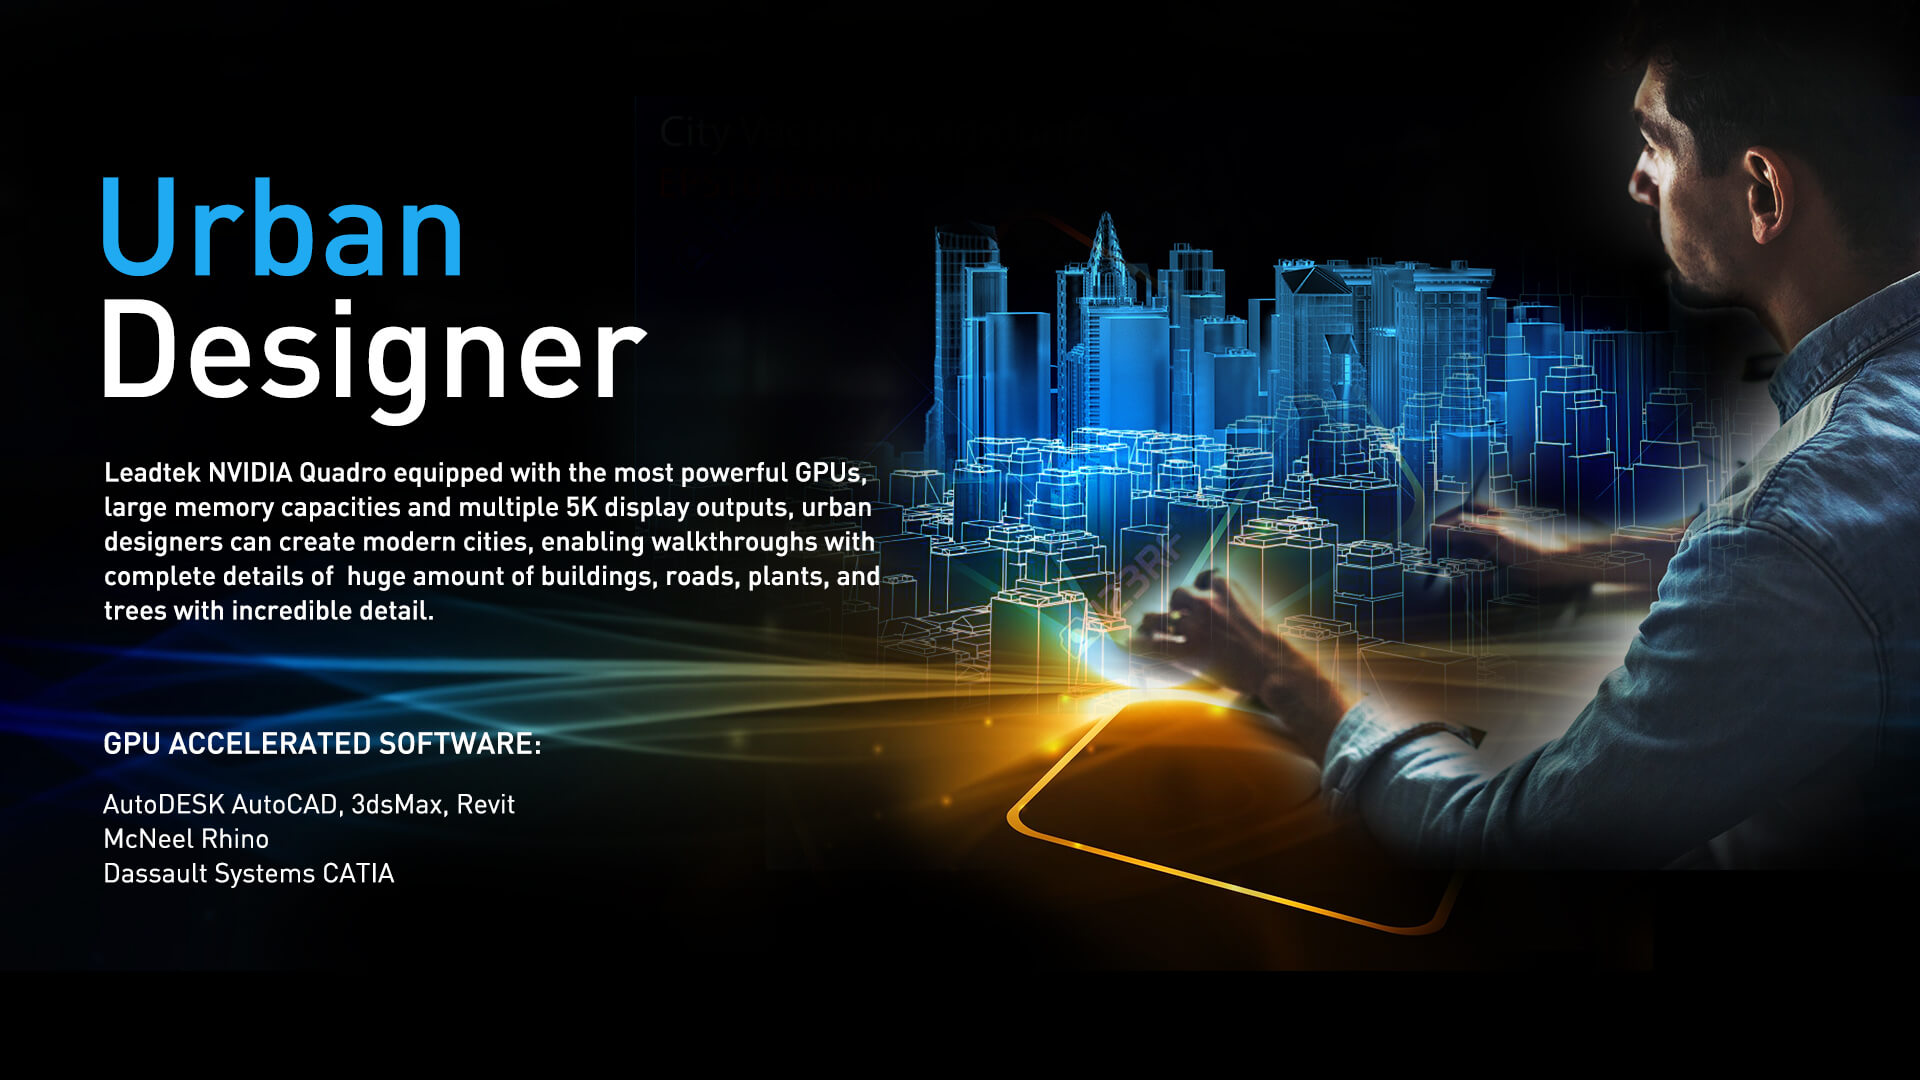 City
Urban
Designer
Leadtek NVIDIA Quadro equipped with the most powerful GPUs,
large memory capacities and multiple 5K display outputs, urban
designers can create modern cities, enabling walkthroughs with
complete details of  huge amount of buildings, roads, plants, and
trees with incredible detail.
123RF
GPU ACCELERATED SOFTWARE:
AutoDESK AutoCAD, 3dsMax, Revit
McNeel Rhino
Dassault Systems CATIA